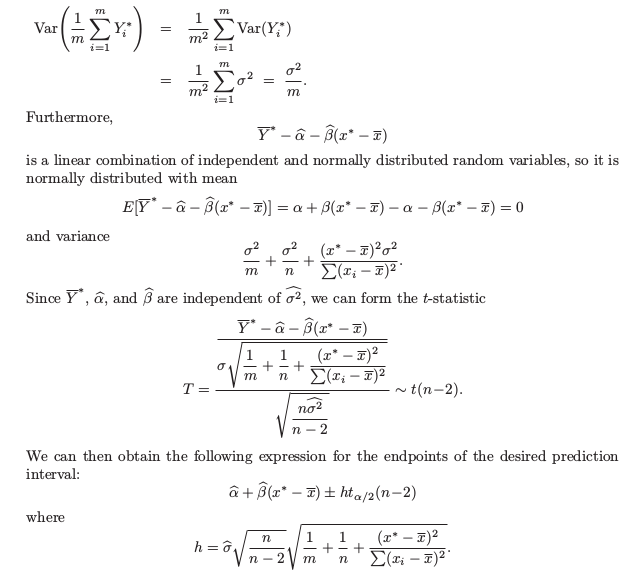 $\mathrm{Var}\left(\frac{1}{m}\sum_{i=1}^{m} Y_i^*\right) = \frac{1}{m^2}\sum_{i=1}^{m} \mathrm{Var}(Y_i^*)$
$= \frac{1}{m^2}\sum_{i=1}^{m} \sigma^2 = \frac{\sigma^2}{m}.$
Furthermore,
$\overline{Y}^* - \widehat{\alpha} - \widehat{\beta}(x^* - \overline{x})$
is a linear combination of independent and normally distributed random variables, so it is
normally distributed with mean
$E[\overline{Y}^* - \widehat{\alpha} - \widehat{\beta}(x^* - \overline{x})] = \alpha + \beta(x^* - \overline{x}) - \alpha - \beta(x^* - \overline{x}) = 0$
and variance
$\frac{\sigma^2}{m} + \frac{\sigma^2}{n} + \frac{(x^* - \overline{x})^2\sigma^2}{\sum(x_i - \overline{x})^2}.$
Since $\overline{Y}^*$, $\widehat{\alpha}$, and $\widehat{\beta}$ are independent of $\widehat{\sigma^2}$, we can form the $t$-statistic
$T = \frac{\frac{\overline{Y}^* - \widehat{\alpha} - \widehat{\beta}(x^* - \overline{x})}{\sigma\sqrt{\frac{1}{m} + \frac{1}{n} + \frac{(x^* - \overline{x})^2}{\sum(x_i - \overline{x})^2}}}}{\sqrt{\frac{n\widehat{\sigma^2}}{n-2}}} \sim t(n-2).$
We can then obtain the following expression for the endpoints of the desired prediction
interval:
$\widehat{\alpha} + \widehat{\beta}(x^* - \overline{x}) \pm ht_{\alpha/2}(n-2)$
where
$h = \widehat{\sigma}\sqrt{\frac{n}{n-2}}\sqrt{\frac{1}{m} + \frac{1}{n} + \frac{(x^* - \overline{x})^2}{\sum(x_i - \overline{x})^2}}.$